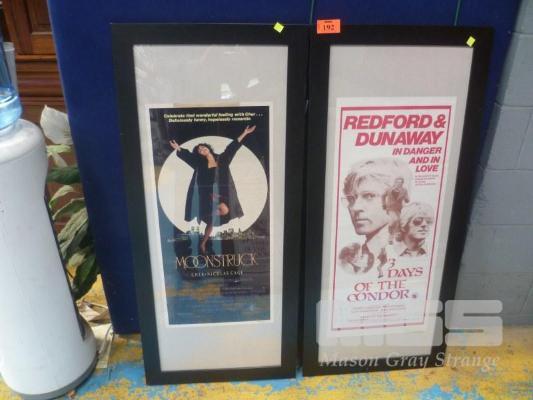 192
Celebrate that wonderful feeling with Cher...
Deliciously funny, hopelessly romantic
MOONSTRUCK
CHER · NICOLAS CAGE
REDFORD &
DUNAWAY
IN DANGER
AND IN
LOVE
3 DAYS
OF THE
CONDOR
MGS
Mason Gray Strange